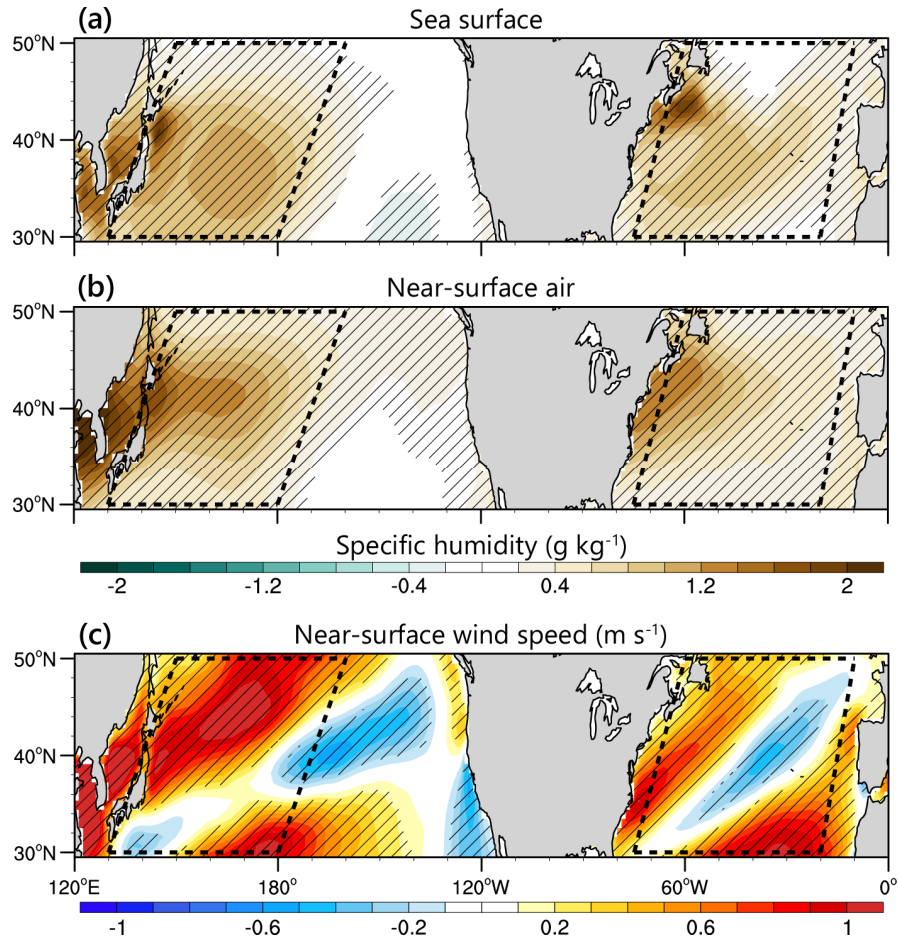 (a) Sea surface
50°N
40°N
30°N
(b) Near-surface air
50°N
40°N
30°N
Specific humidity (g kg⁻¹)
-2 -1.2 -0.4 0.4 1.2 2
(c) Near-surface wind speed (m s⁻¹)
50°N
40°N
30°N
120°E 180° 120°W 60°W 0°
-1 -0.6 -0.2 0.2 0.6 1